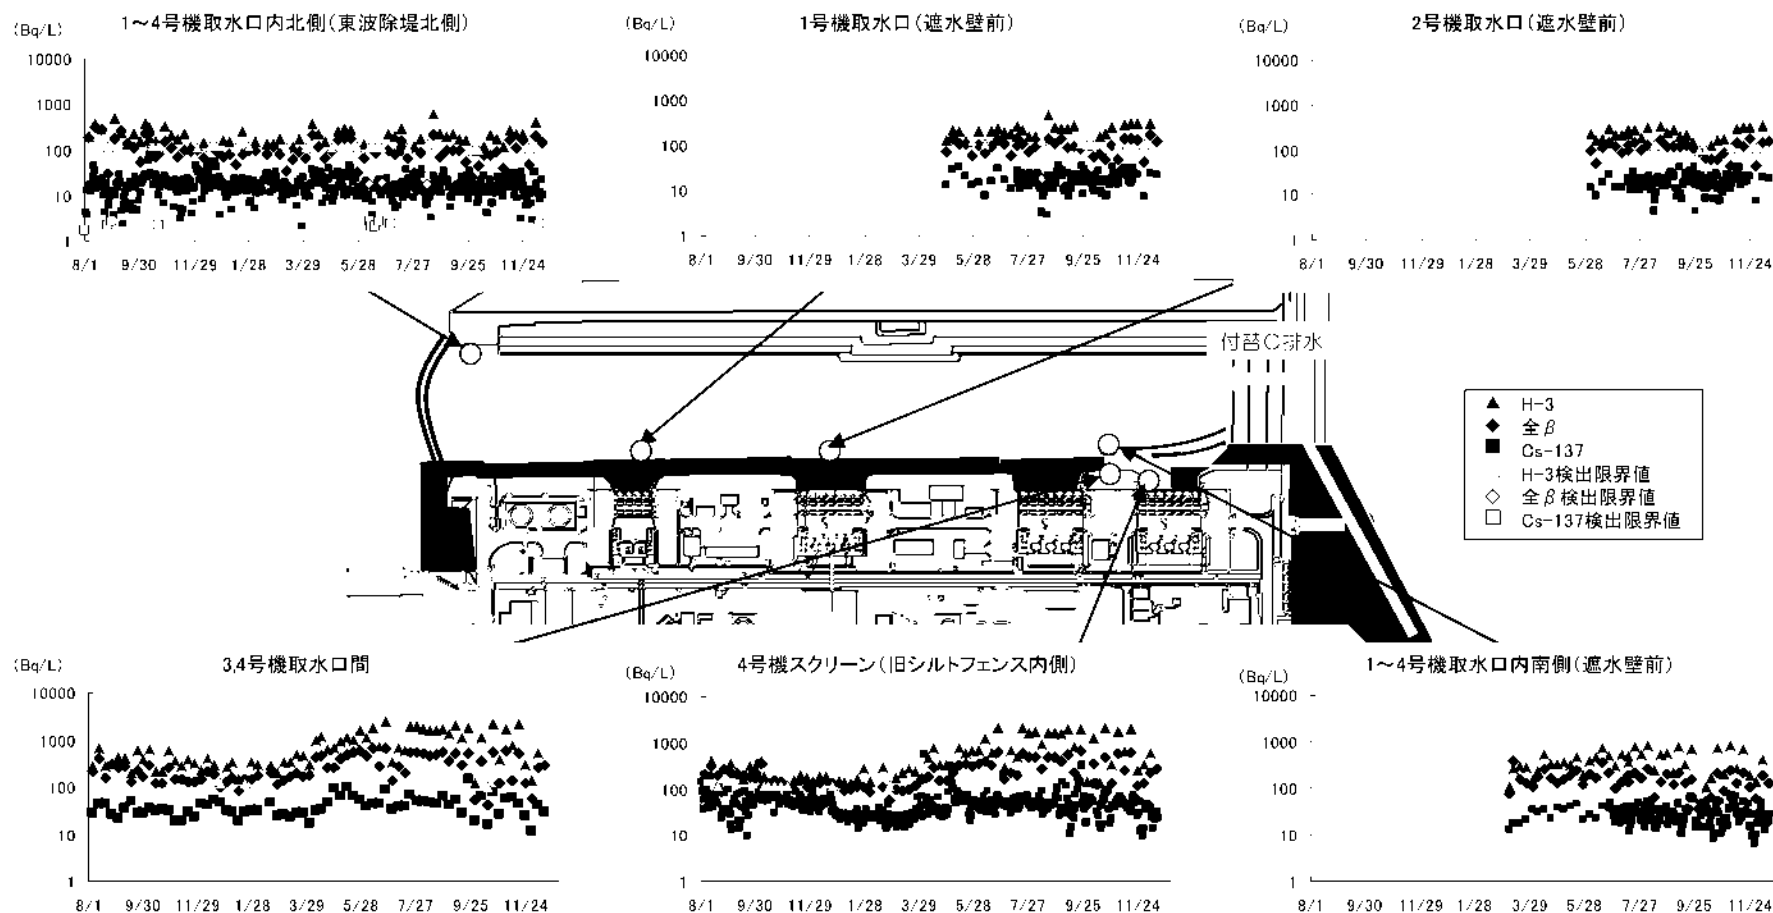 1～4号機取水口内北側(東波除堤北側)
(Bq/L)
10000
1000
100
10
1
8/1 9/30 11/29 1/28 3/29 5/28 7/27 9/25 11/24
1号機取水口(遮水壁前)
(Bq/L)
10000
1000
100
10
1
8/1 9/30 11/29 1/28 3/29 5/28 7/27 9/25 11/24
2号機取水口(遮水壁前)
(Bq/L)
10000
1000
100
10
1
8/1 9/30 11/29 1/28 3/29 5/28 7/27 9/25 11/24
付替C排水
H-3
全β
Cs-137
H-3検出限界値
全β検出限界値
Cs-137検出限界値
3,4号機取水口間
(Bq/L)
10000
1000
100
10
1
8/1 9/30 11/29 1/28 3/29 5/28 7/27 9/25 11/24
4号機スクリーン(旧シルトフェンス内側)
(Bq/L)
10000
1000
100
10
1
8/1 9/30 11/29 1/28 3/29 5/28 7/27 9/25 11/24
1～4号機取水口内南側(遮水壁前)
(Bq/L)
10000
1000
100
10
1
8/1 9/30 11/29 1/28 3/29 5/28 7/27 9/25 11/24